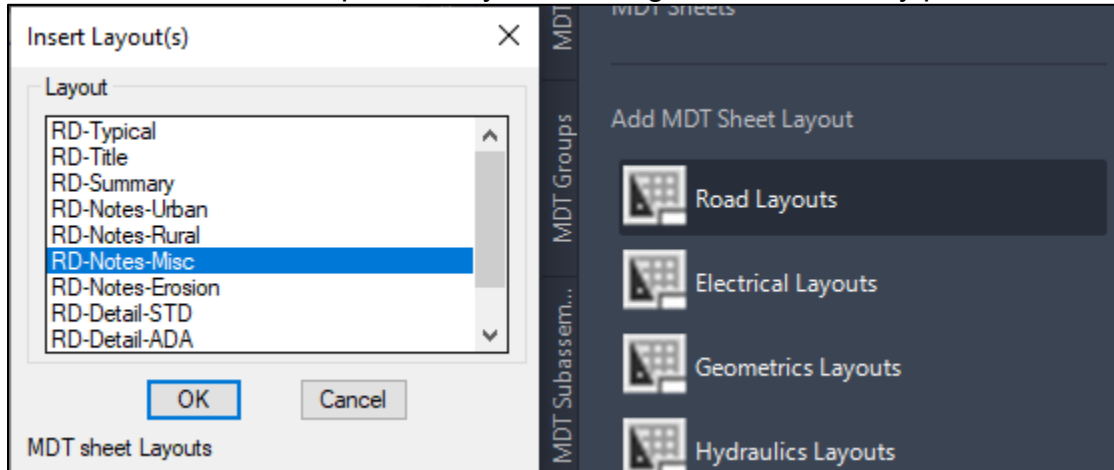 Insert Layout(s)
Layout
RD-Typical
RD-Title
RD-Summary
RD-Notes-Urban
RD-Notes-Rural
RD-Notes-Misc
RD-Notes-Erosion
RD-Detail-STD
RD-Detail-ADA
OK
Cancel
MDT sheet Layouts
MDT
MDT Groups
MDT Subassem...
MDT Sheets
Add MDT Sheet Layout
Road Layouts
Electrical Layouts
Geometrics Layouts
Hydraulics Layouts